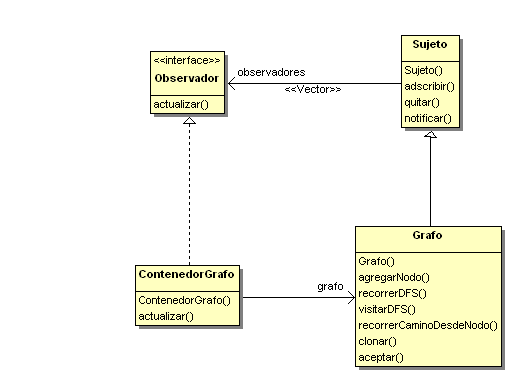 Sujeto
Sujeto()
adscribir()
quitar()
notificar()
<<interface>>
Observador
actualizar()
observadores
<<Vector>>
Grafo
Grafo()
agregarNodo()
recorrerDFS()
visitarDFS()
recorrerCaminoDesdeNodo()
clonar()
aceptar()
ContenedorGrafo
ContenedorGrafo()
actualizar()
grafo